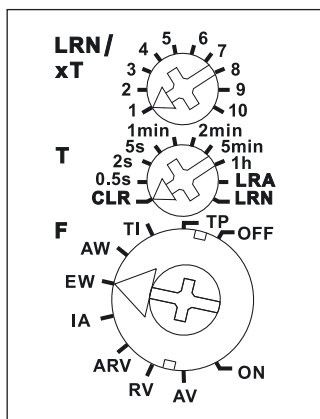 LRN/
xT
1
2
3
4
5
6
7
8
9
10
T
CLR
0.5s
2s
5s
1min
2min
5min
1h
LRA
LRN
F
TI
AW
EW
IA
ARV
RV
AV
TP
OFF
ON